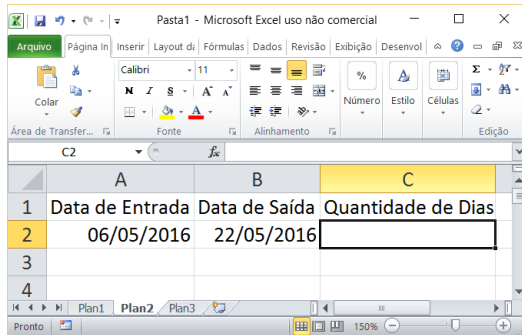 Pasta1 - Microsoft Excel uso não comercial
Arquivo Página In Inserir Layout da Fórmulas Dados Revisão Exibição Desenvol
Calibri 11
Colar N I S A A % Número Estilo Células
Área de Transfer... Fonte Alinhamento Edição
C2 fx
A B C
1 Data de Entrada Data de Saída Quantidade de Dias
2 06/05/2016 22/05/2016
3
4
Plan1 Plan2 Plan3
Pronto 150%